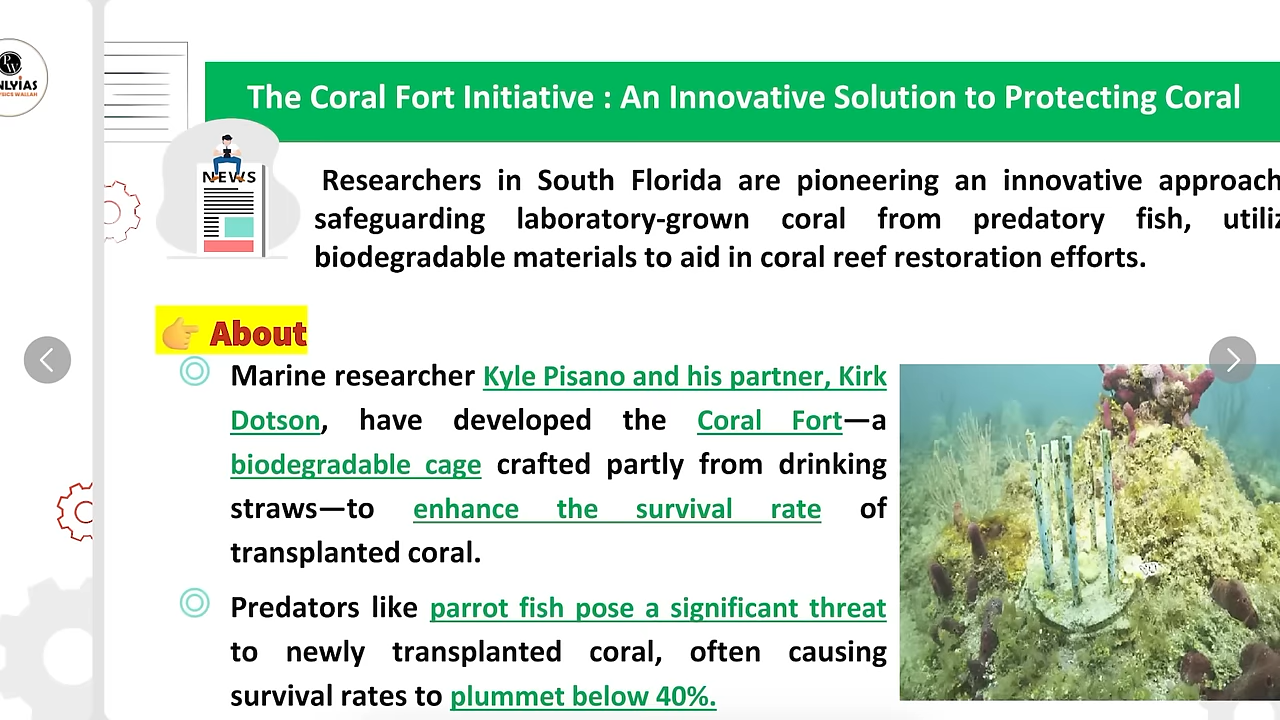 The Coral Fort Initiative : An Innovative Solution to Protecting Coral
NEWS
Researchers in South Florida are pioneering an innovative approach
safeguarding laboratory-grown coral from predatory fish,
biodegradable materials to aid in coral reef restoration efforts.
👉 About
Marine researcher Kyle Pisano and his partner, Kirk
Dotson, have developed the Coral Fort—a
biodegradable cage crafted partly from drinking
straws—to enhance the survival rate of
transplanted coral.
Predators like parrot fish pose a significant threat
to newly transplanted coral, often causing
survival rates to plummet below 40%.